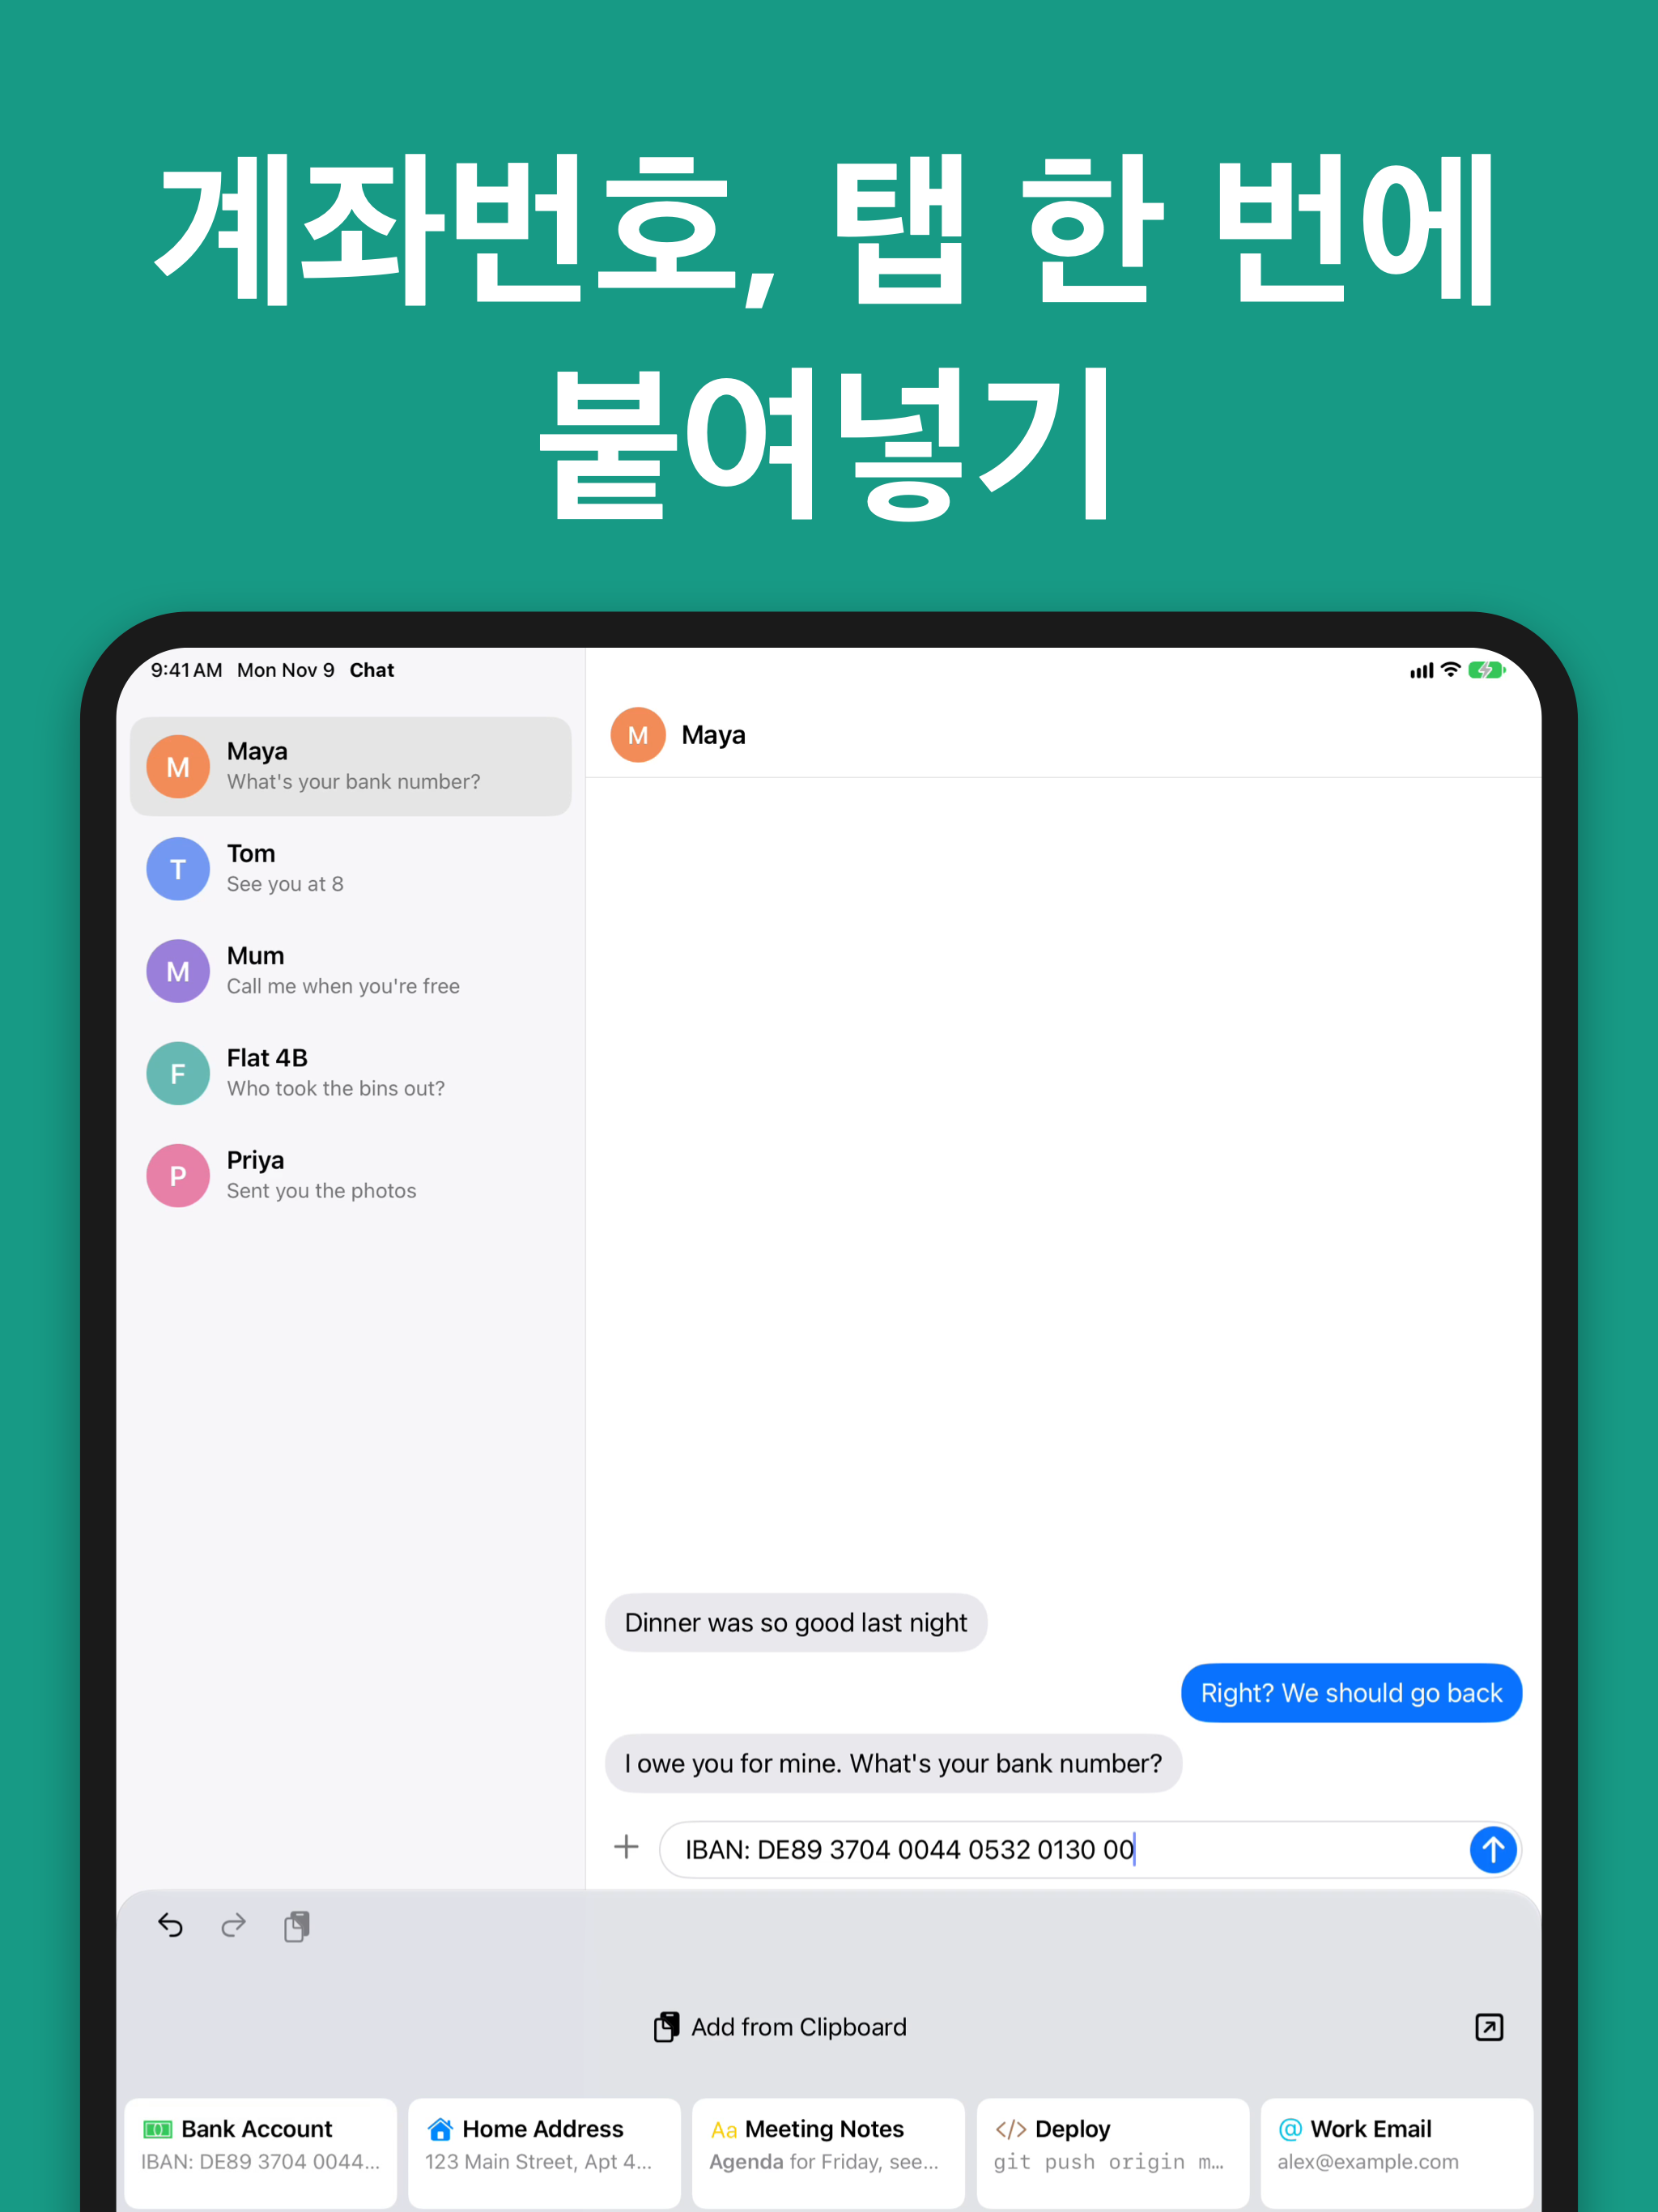 계좌번호, 탭 한 번에
붙여넣기
9:41 AM Mon Nov 9 Chat
M Maya
What's your bank number?
T Tom
See you at 8
M Mum
Call me when you're free
F Flat 4B
Who took the bins out?
P Priya
Sent you the photos
M Maya
Dinner was so good last night
Right? We should go back
I owe you for mine. What's your bank number?
IBAN: DE89 3704 0044 0532 0130 00
Add from Clipboard
Bank Account
IBAN: DE89 3704 0044...
Home Address
123 Main Street, Apt 4...
Aa Meeting Notes
Agenda for Friday, see...
</> Deploy
git push origin m...
@ Work Email
alex@example.com